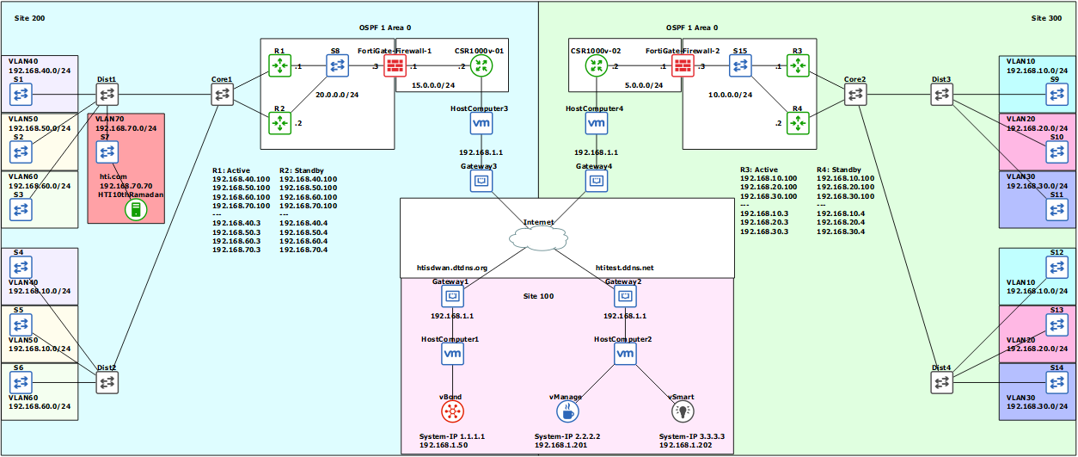 Site 200
Site 300
OSPF 1 Area 0
OSPF 1 Area 0
VLAN40
192.168.40.0/24
S1
VLAN50
192.168.50.0/24
S2
VLAN60
192.168.60.0/24
S3
Dist1
VLAN70
192.168.70.0/24
S7
hti.com
192.168.70.70
HTI10thRamadan
Core1
R1
.1
R2
.2
S8
20.0.0.0/24
FortiGate-Firewall-1
.3
.1
15.0.0.0/24
CSR1000v-01
.2
HostComputer3
192.168.1.1
Gateway3
CSR1000v-02
.2
5.0.0.0/24
FortiGate-Firewall-2
.1
.3
S15
10.0.0.0/24
R3
.1
R4
.2
HostComputer4
192.168.1.1
Gateway4
Core2
Dist3
VLAN10
192.168.10.0/24
S9
VLAN20
192.168.20.0/24
S10
VLAN30
192.168.30.0/24
S11
R1: Active
192.168.40.100
192.168.50.100
192.168.60.100
192.168.70.100
---
192.168.40.3
192.168.50.3
192.168.60.3
192.168.70.3
R2: Standby
192.168.40.100
192.168.50.100
192.168.60.100
192.168.70.100
---
192.168.40.4
192.168.50.4
192.168.60.4
192.168.70.4
R3: Active
192.168.10.100
192.168.20.100
192.168.30.100
---
192.168.10.3
192.168.20.3
192.168.30.3
R4: Standby
192.168.10.100
192.168.20.100
192.168.30.100
---
192.168.10.4
192.168.20.4
192.168.30.4
S4
VLAN40
192.168.10.0/24
S5
VLAN50
192.168.10.0/24
S6
VLAN60
192.168.60.0/24
Dist2
Internet
htisdwan.dtdns.org
htitest.ddns.net
Gateway1
Site 100
Gateway2
192.168.1.1
192.168.1.1
HostComputer1
HostComputer2
vBond
vManage
vSmart
System-IP 1.1.1.1
192.168.1.50
System-IP 2.2.2.2
192.168.1.201
System-IP 3.3.3.3
192.168.1.202
S12
VLAN10
192.168.10.0/24
S13
VLAN20
192.168.20.0/24
S14
VLAN30
192.168.30.0/24
Dist4